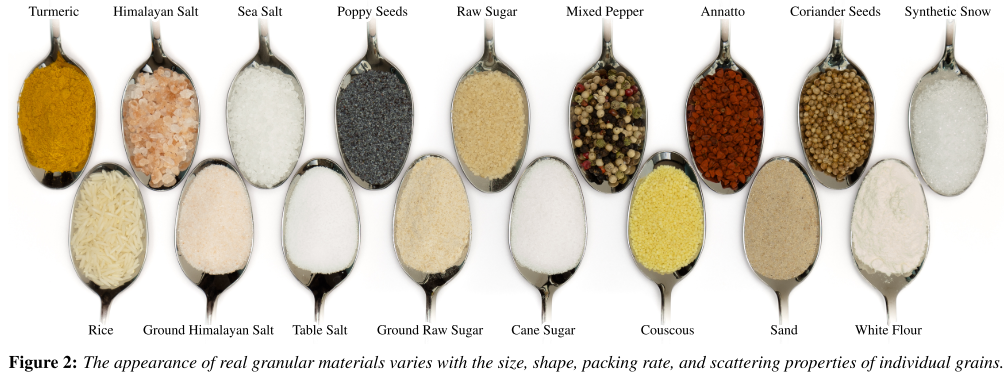 Turmeric Himalayan Salt Sea Salt Poppy Seeds Raw Sugar Mixed Pepper Annatto Coriander Seeds Synthetic Snow
Rice Ground Himalayan Salt Table Salt Ground Raw Sugar Cane Sugar Couscous Sand White Flour
Figure 2: The appearance of real granular materials varies with the size, shape, packing rate, and scattering properties of individual grains.